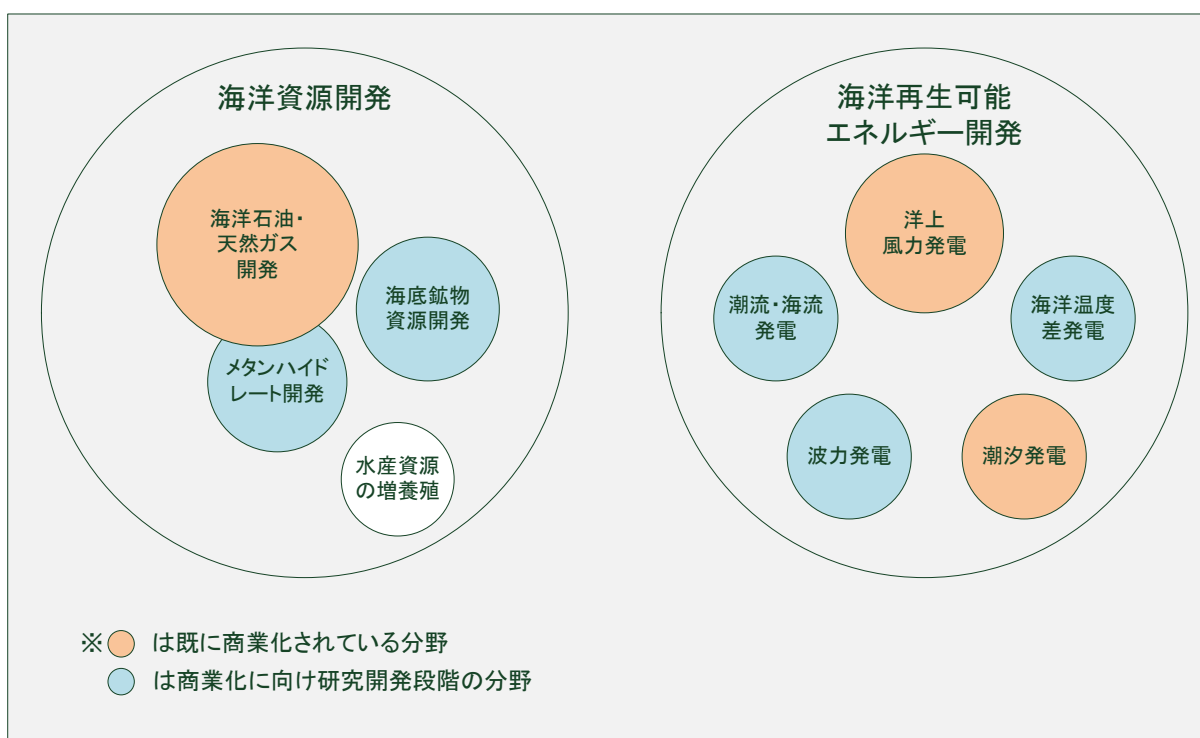 海洋資源開発
海洋石油・
天然ガス
開発
海底鉱物
資源開発
メタンハイド
レート開発
水産資源
の増養殖
海洋再生可能
エネルギー開発
洋上
風力発電
潮流・海流
発電
海洋温度
差発電
波力発電
潮汐発電
※ は既に商業化されている分野
は商業化に向け研究開発段階の分野